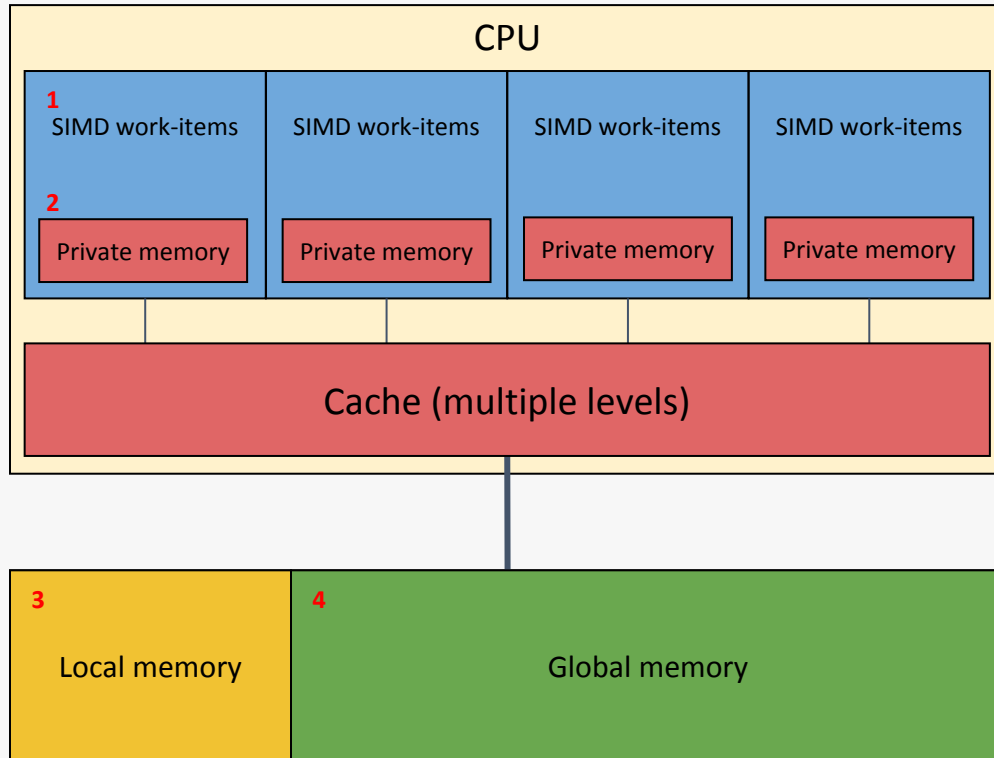 CPU
1
SIMD work-items SIMD work-items SIMD work-items SIMD work-items
2
Private memory Private memory Private memory Private memory
Cache (multiple levels)
3 4
Local memory Global memory